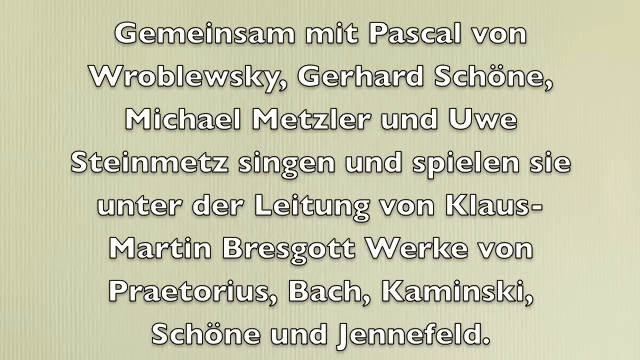 Gemeinsam mit Pascal von
Wroblewsky, Gerhard Schöne,
Michael Metzler und Uwe
Steinmetz singen und spielen sie
unter der Leitung von Klaus-
Martin Bresgott Werke von
Praetorius, Bach, Kaminski,
Schöne und Jennefeld.